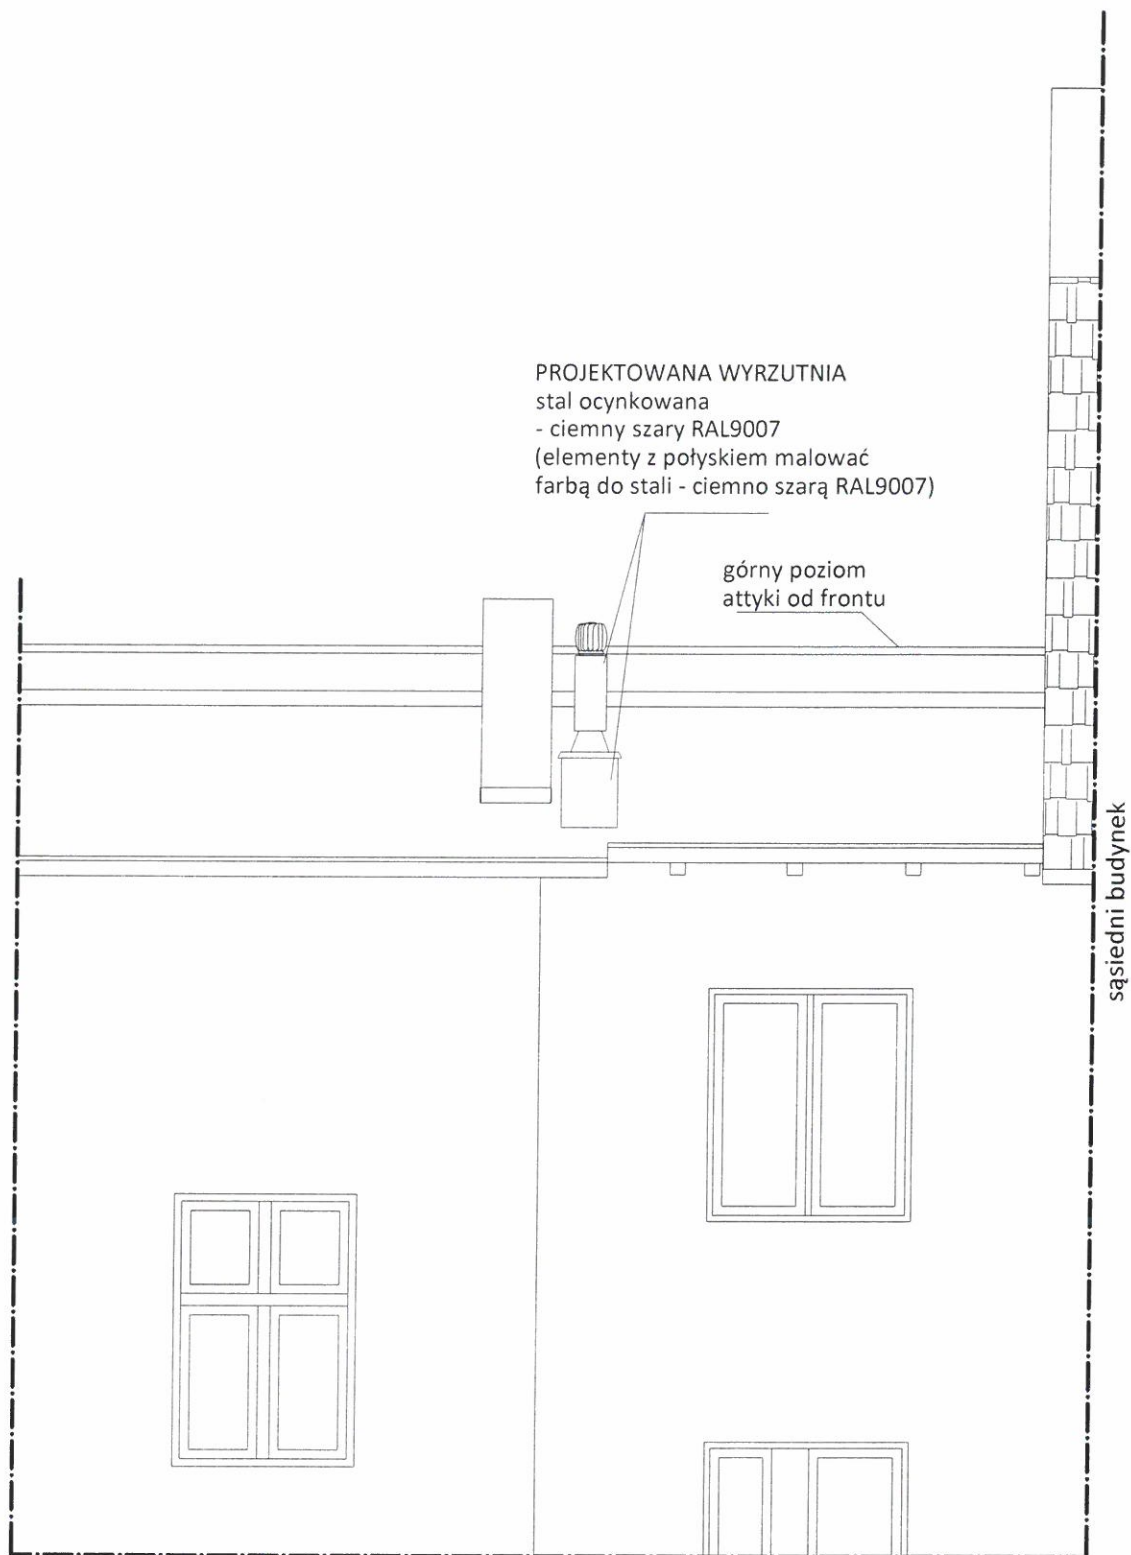 PROJEKTOWANA WYRZUTNIA
stal ocynkowana
- ciemny szary RAL9007
(elementy z połyskiem malować
farbą do stali - ciemno szarą RAL9007)
górny poziom
attyki od frontu
sąsiedni budynek